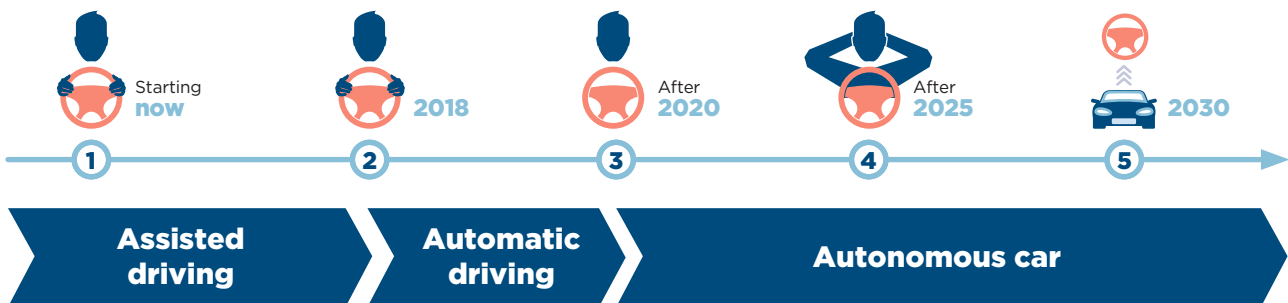 Starting
now
2018
After
2020
After
2025
2030
1
2
3
4
5
Assisted
driving
Automatic
driving
Autonomous car